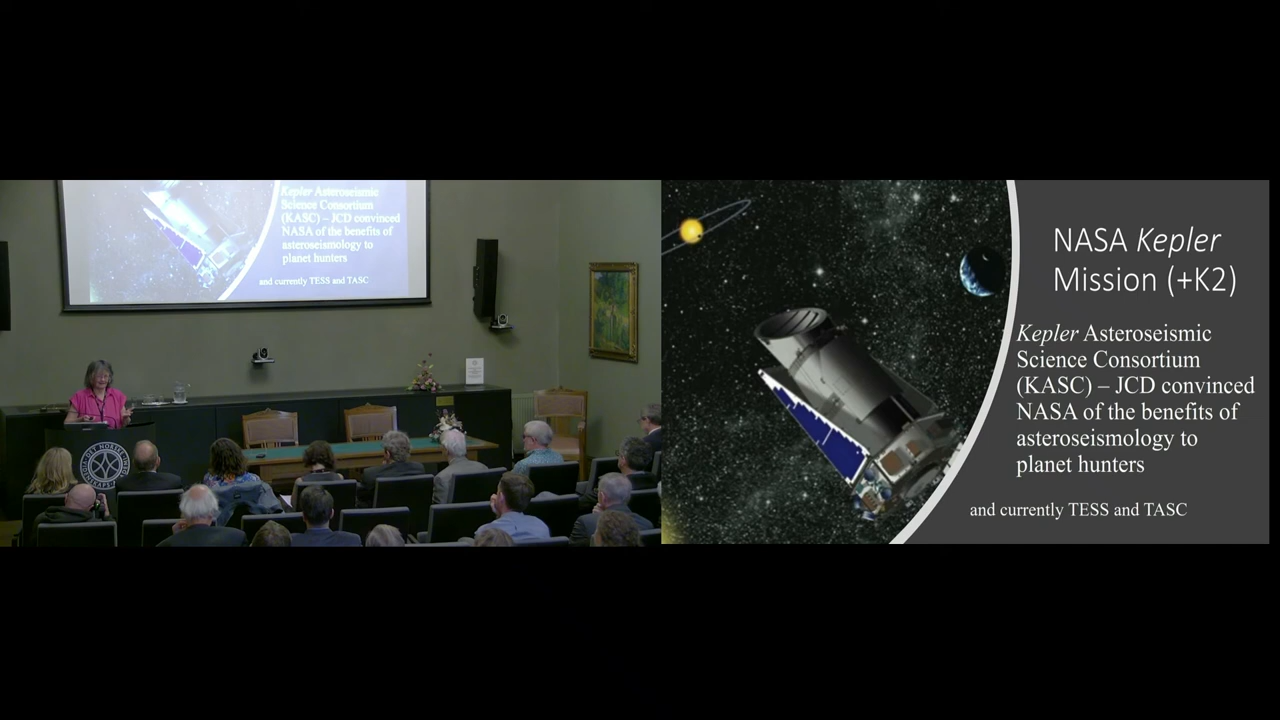 Kepler Asteroseismic
Science Consortium
(KASC) – JCD convinced
NASA of the benefits of
asteroseismology to
planet hunters
and currently TESS and TASC
NASA Kepler
Mission (+K2)
Kepler Asteroseismic
Science Consortium
(KASC) – JCD convinced
NASA of the benefits of
asteroseismology to
planet hunters
and currently TESS and TASC